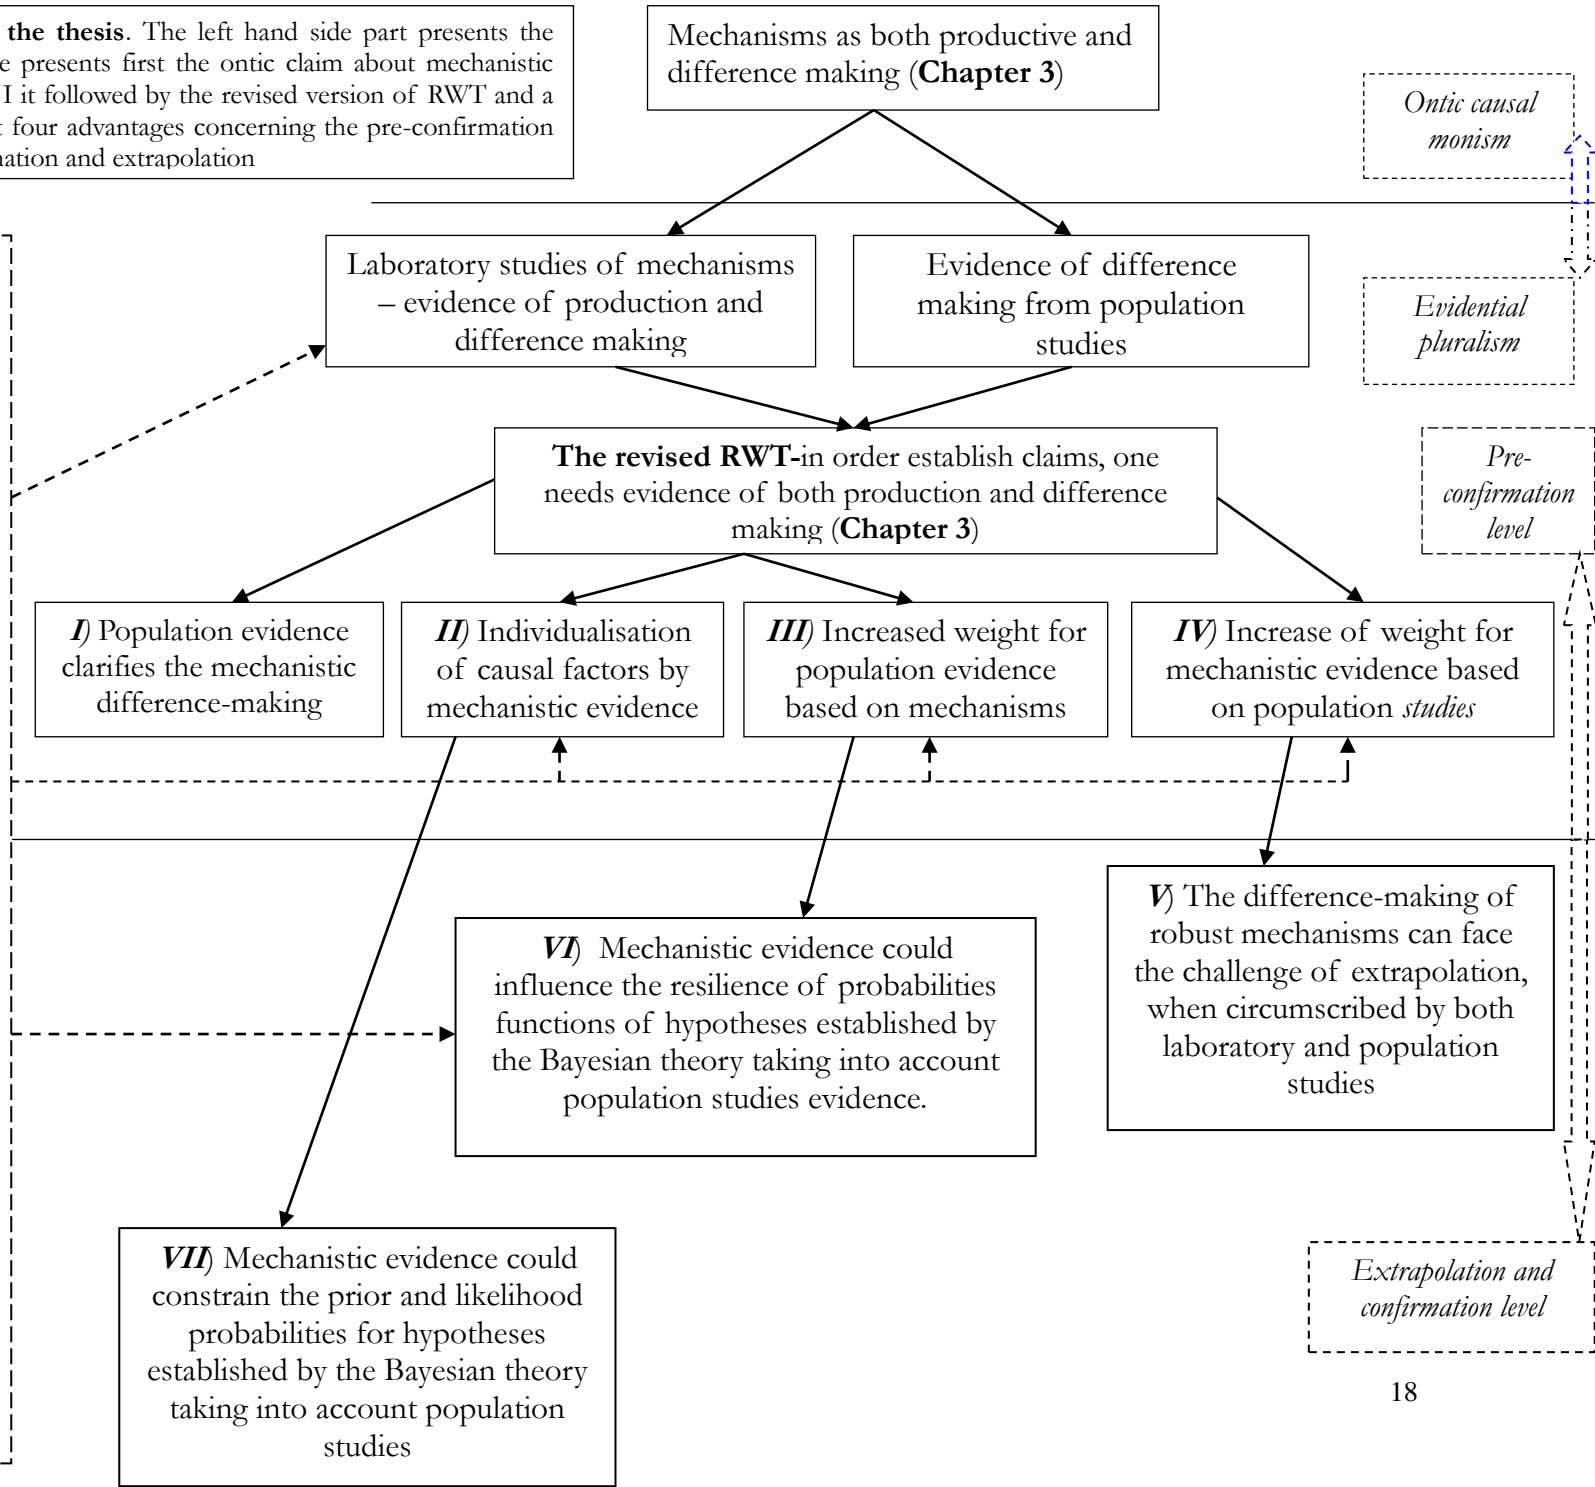 the thesis. The left hand side part presents the
e presents first the ontic claim about mechanistic
I it followed by the revised version of RWT and a
t four advantages concerning the pre-confirmation
nation and extrapolation
Mechanisms as both productive and
difference making (Chapter 3)
Ontic causal
monism
Laboratory studies of mechanisms
– evidence of production and
difference making
Evidence of difference
making from population
studies
Evidential
pluralism
The revised RWT-in order establish claims, one
needs evidence of both production and difference
making (Chapter 3)
Pre-
confirmation
level
I) Population evidence
clarifies the mechanistic
difference-making
II) Individualisation
of causal factors by
mechanistic evidence
III) Increased weight for
population evidence
based on mechanisms
IV) Increase of weight for
mechanistic evidence based
on population studies
V) The difference-making of
robust mechanisms can face
the challenge of extrapolation,
when circumscribed by both
laboratory and population
studies
VI) Mechanistic evidence could
influence the resilience of probabilities
functions of hypotheses established by
the Bayesian theory taking into account
population studies evidence.
VII) Mechanistic evidence could
constrain the prior and likelihood
probabilities for hypotheses
established by the Bayesian theory
taking into account population
studies
Extrapolation and
confirmation level
18